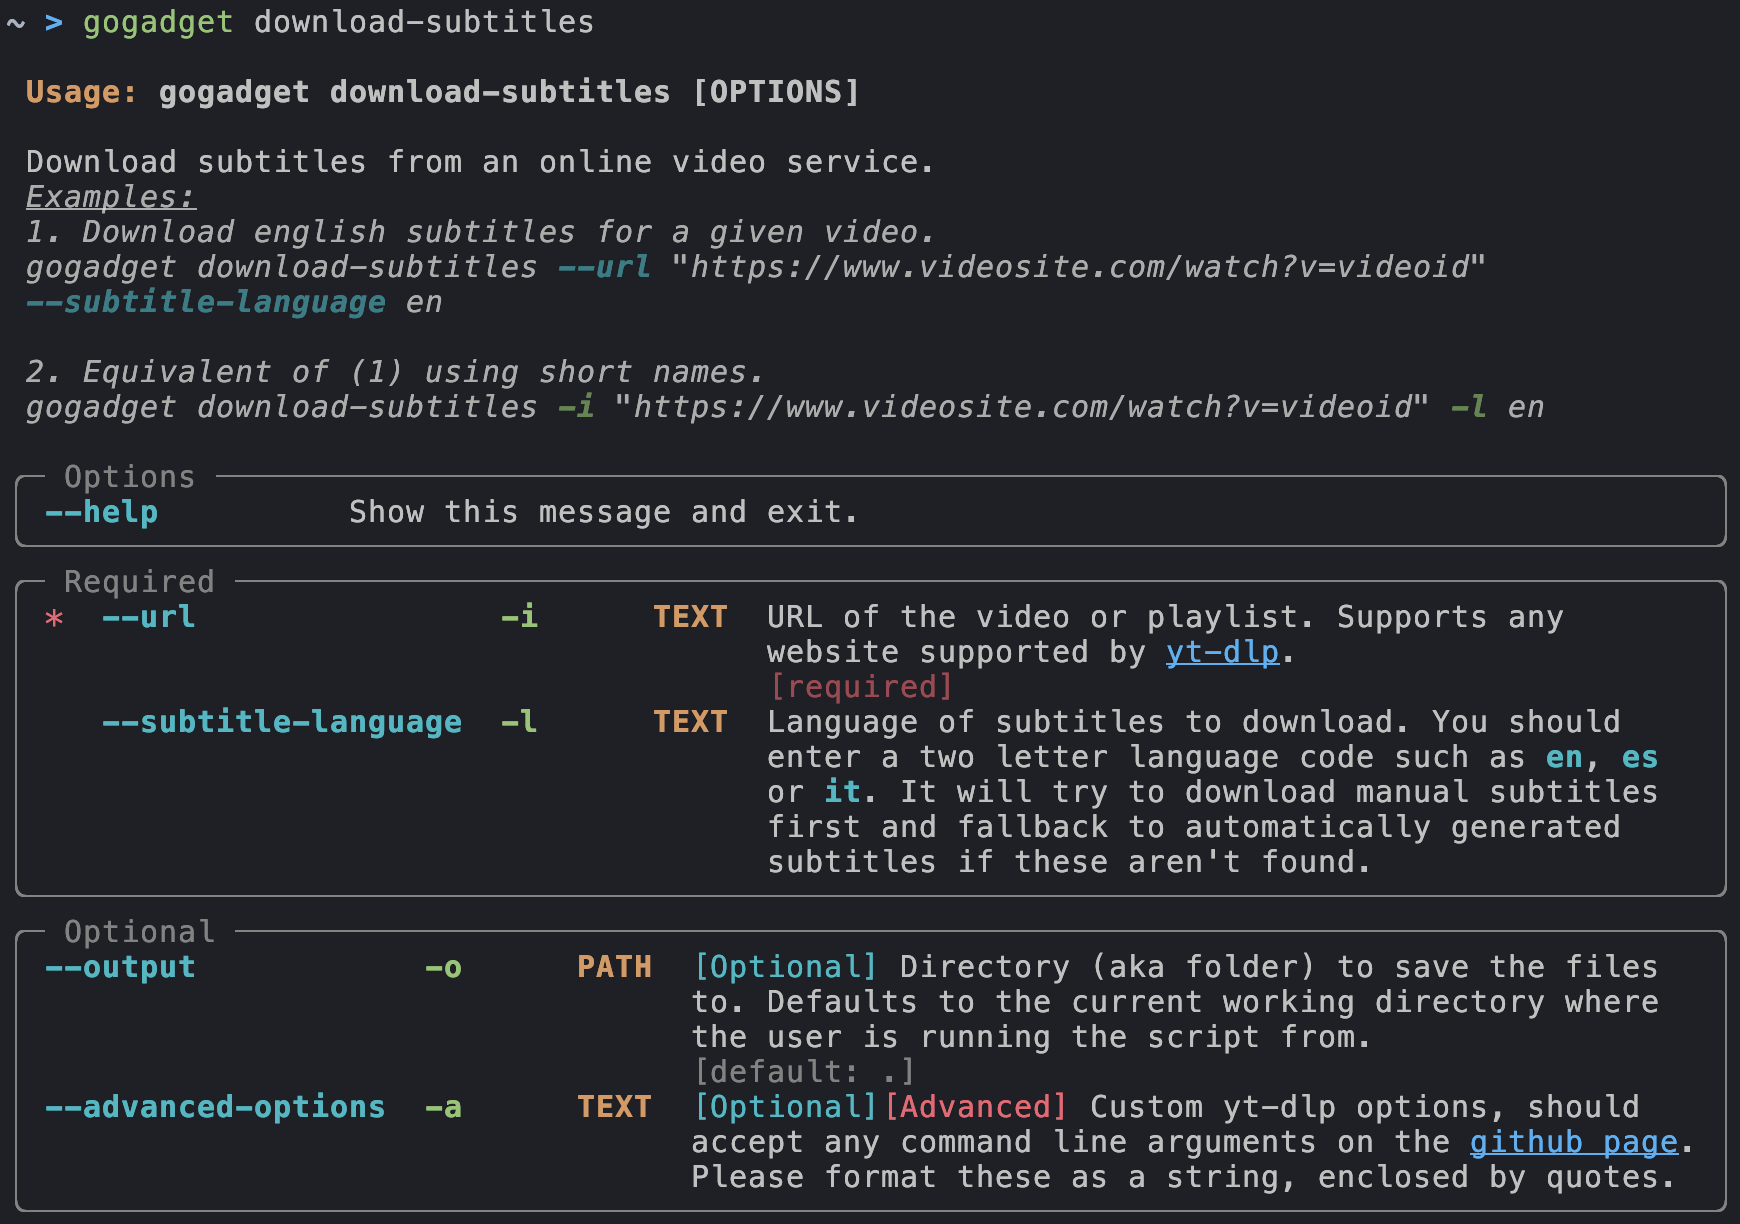 ~ > gogadget download-subtitles
Usage: gogadget download-subtitles [OPTIONS]
Download subtitles from an online video service.
Examples:
1. Download english subtitles for a given video.
gogadget download-subtitles --url "https://www.videosite.com/watch?v=videoid"
--subtitle-language en
2. Equivalent of (1) using short names.
gogadget download-subtitles -i "https://www.videosite.com/watch?v=videoid" -l en
Options
--help Show this message and exit.
Required
* --url -i TEXT URL of the video or playlist. Supports any
website supported by yt-dlp.
[required]
--subtitle-language -l TEXT Language of subtitles to download. You should
enter a two letter language code such as en, es
or it. It will try to download manual subtitles
first and fallback to automatically generated
subtitles if these aren't found.
Optional
--output -o PATH [Optional] Directory (aka folder) to save the files
to. Defaults to the current working directory where
the user is running the script from.
[default: .]
--advanced-options -a TEXT [Optional][Advanced] Custom yt-dlp options, should
accept any command line arguments on the github page.
Please format these as a string, enclosed by quotes.